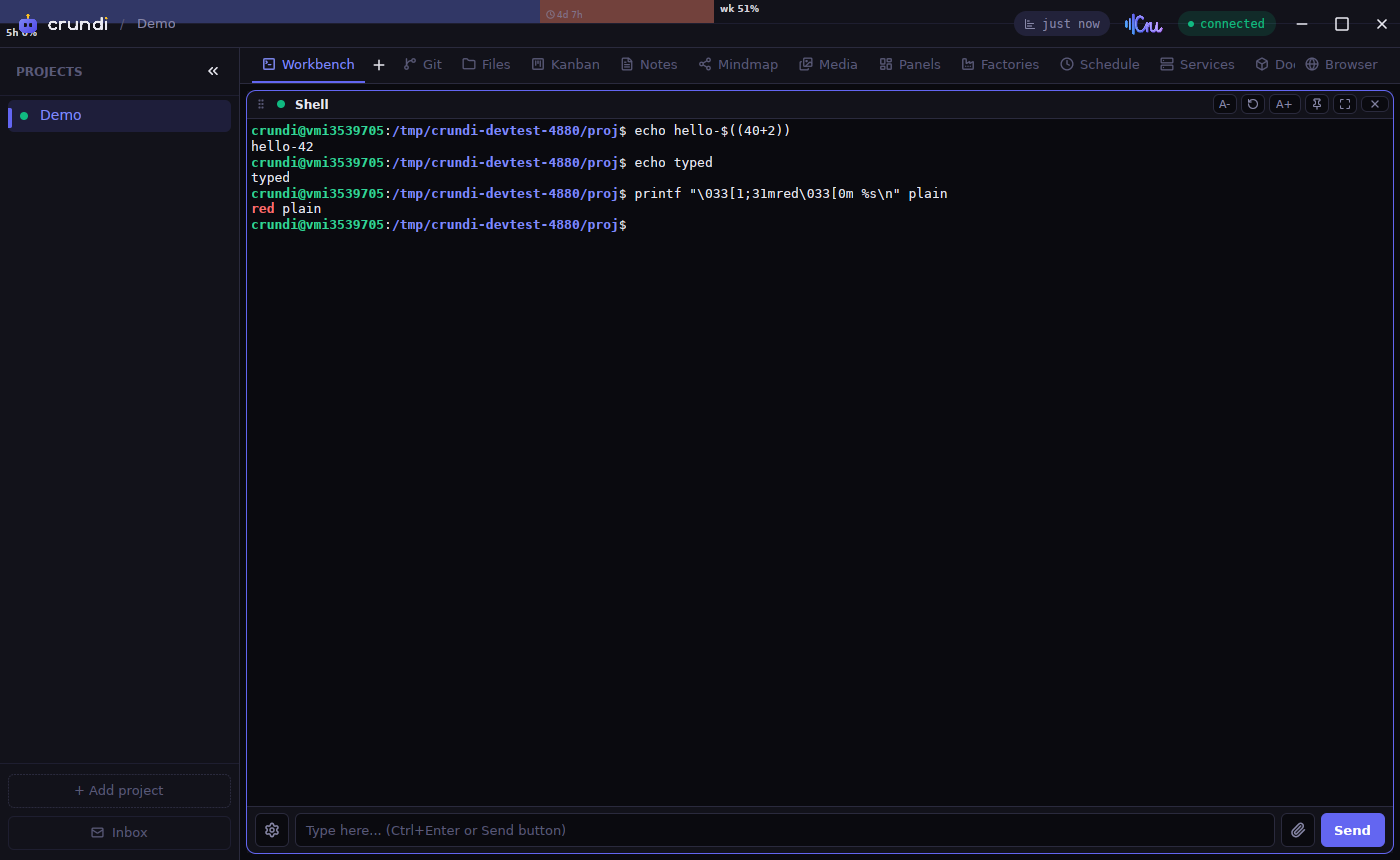 4d 7h
wk 51%
crundi / Demo
just now
Cru
connected
PROJECTS
Workbench
Git
Files
Kanban
Notes
Mindmap
Media
Panels
Factories
Schedule
Services
Browser
Demo
Shell
A-
A+
crundi@vmi3539705:/tmp/crundi-devtest-4880/proj$ echo hello-$((40+2))
hello-42
crundi@vmi3539705:/tmp/crundi-devtest-4880/proj$ echo typed
typed
crundi@vmi3539705:/tmp/crundi-devtest-4880/proj$ printf "\033[1;31mred\033[0m %s\n" plain
red plain
crundi@vmi3539705:/tmp/crundi-devtest-4880/proj$
+ Add project
Inbox
Type here... (Ctrl+Enter or Send button)
Send